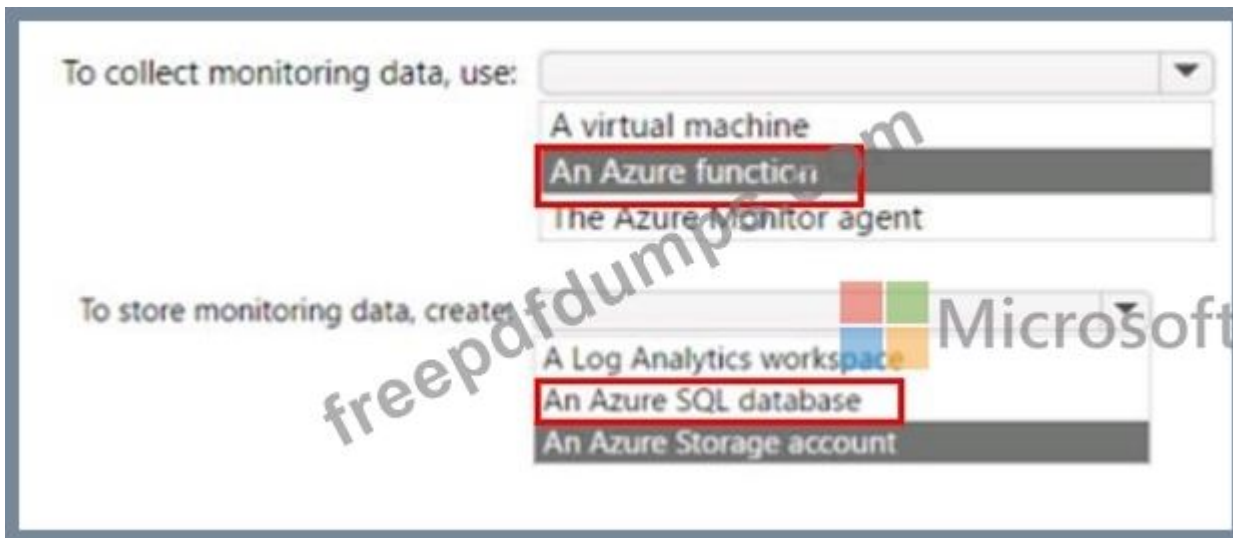 To collect monitoring data, use:
A virtual machine
An Azure function
The Azure Monitor agent
To store monitoring data, create:
A Log Analytics workspace
Microsoft
An Azure SQL database
An Azure Storage account
freepdfdumps.com